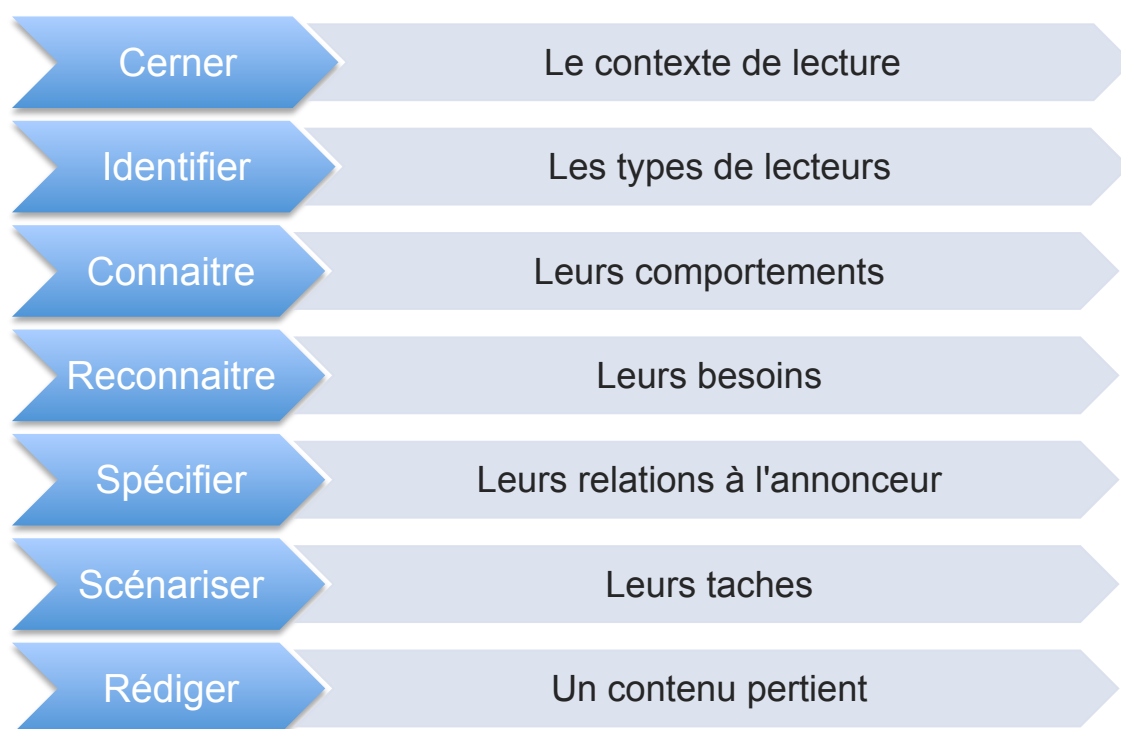 Cerner
Le contexte de lecture
Identifier
Les types de lecteurs
Connaitre
Leurs comportements
Reconnaitre
Leurs besoins
Spécifier
Leurs relations à l'annonceur
Scénariser
Leurs taches
Rédiger
Un contenu pertient